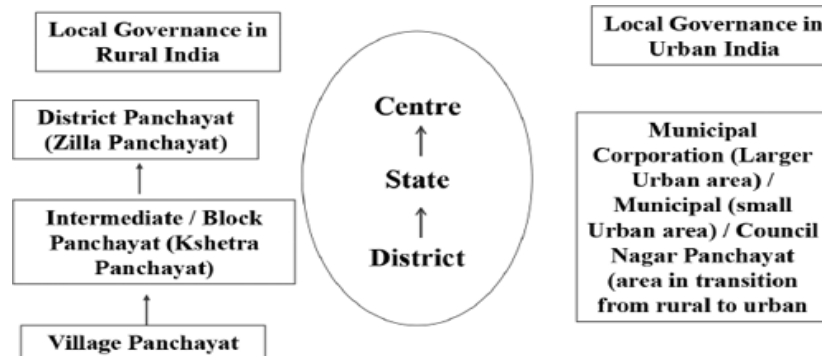 Local Governance in
Rural India
District Panchayat
(Zilla Panchayat)
Intermediate / Block
Panchayat (Kshetra
Panchayat)
Village Panchayat
Centre
State
District
Local Governance in
Urban India
Municipal
Corporation (Larger
Urban area) /
Municipal (small
Urban area) / Council
Nagar Panchayat
(area in transition
from rural to urban